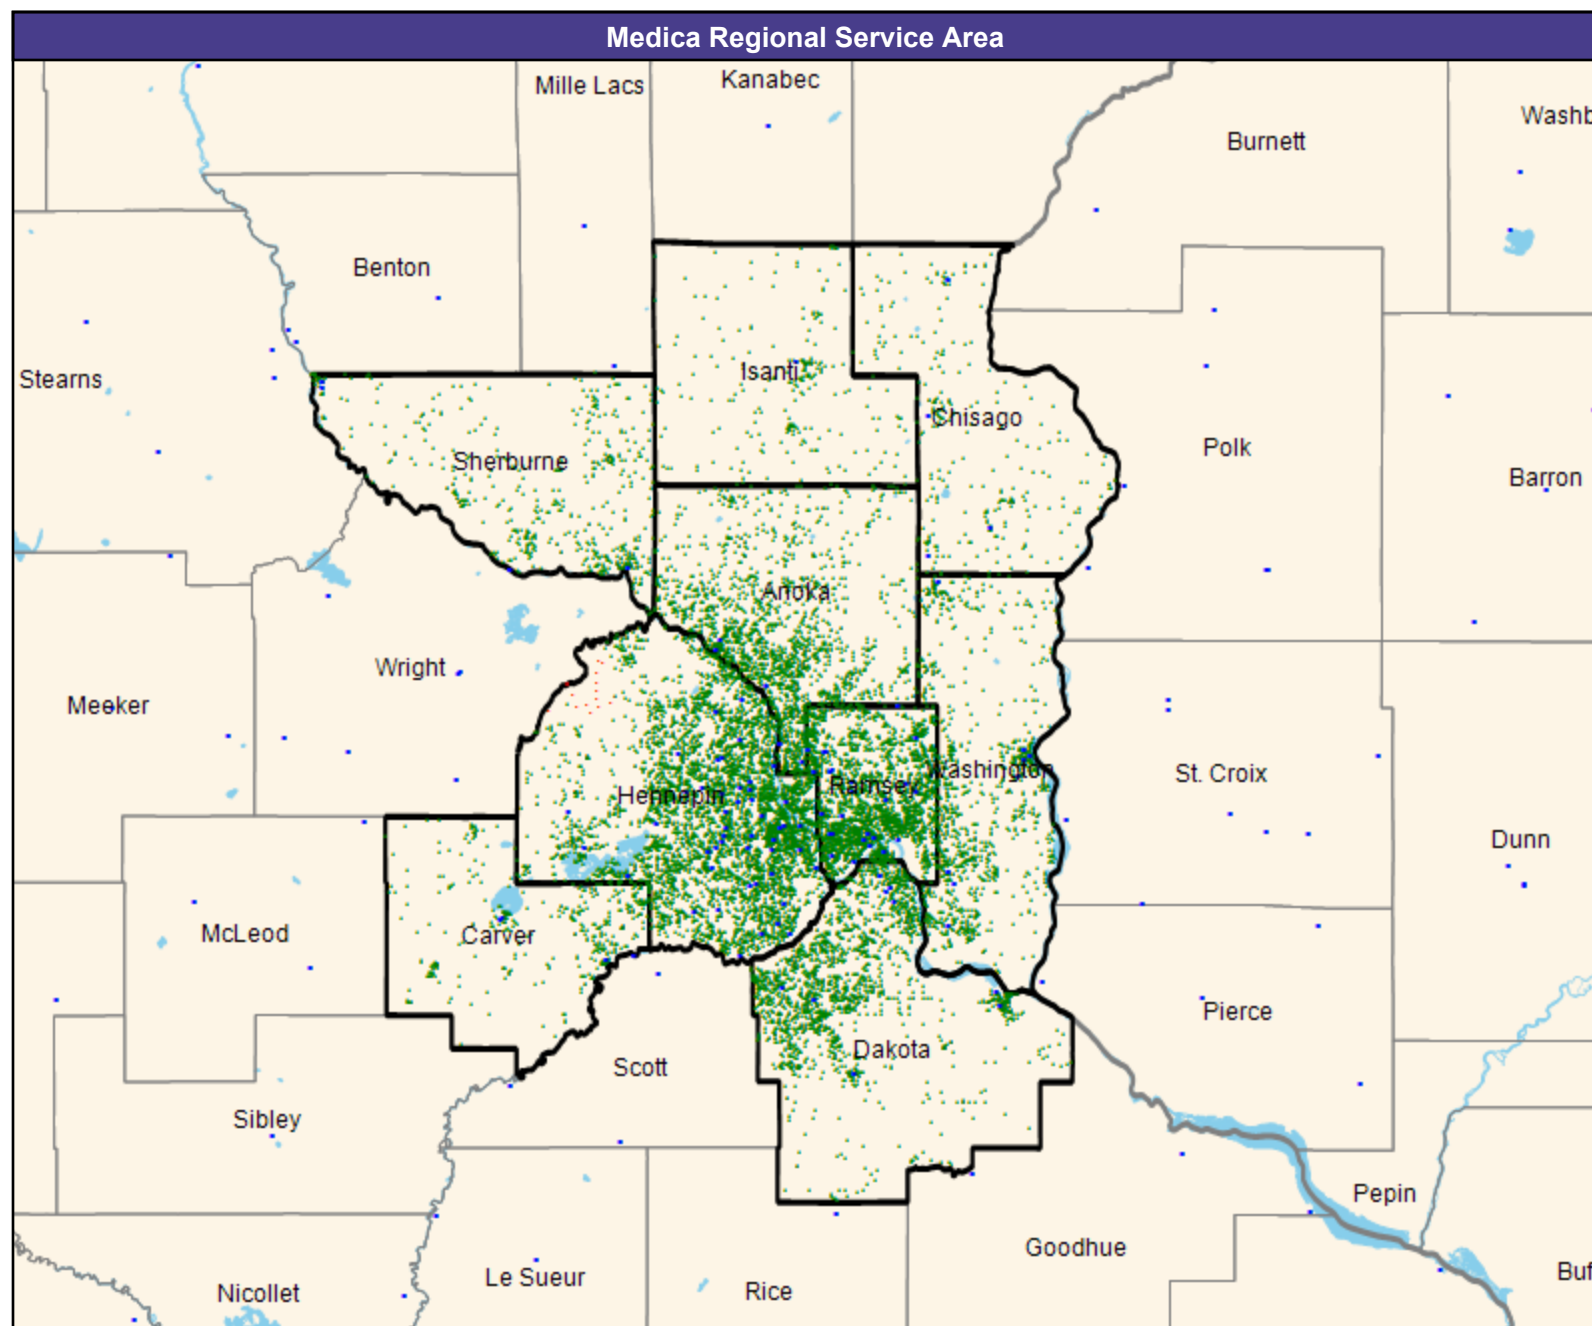 Medica Regional Service Area
Mille Lacs
Kanabec
Washb
Burnett
Benton
Stearns
Isanti
Chisago
Polk
Sherburne
Barron
Anoka
Wright
Meeker
Washington
St. Croix
Ramsey
Hennepin
Dunn
McLeod
Carver
Pierce
Dakota
Scott
Sibley
Pepin
Goodhue
Buf
Le Sueur
Nicollet
Rice